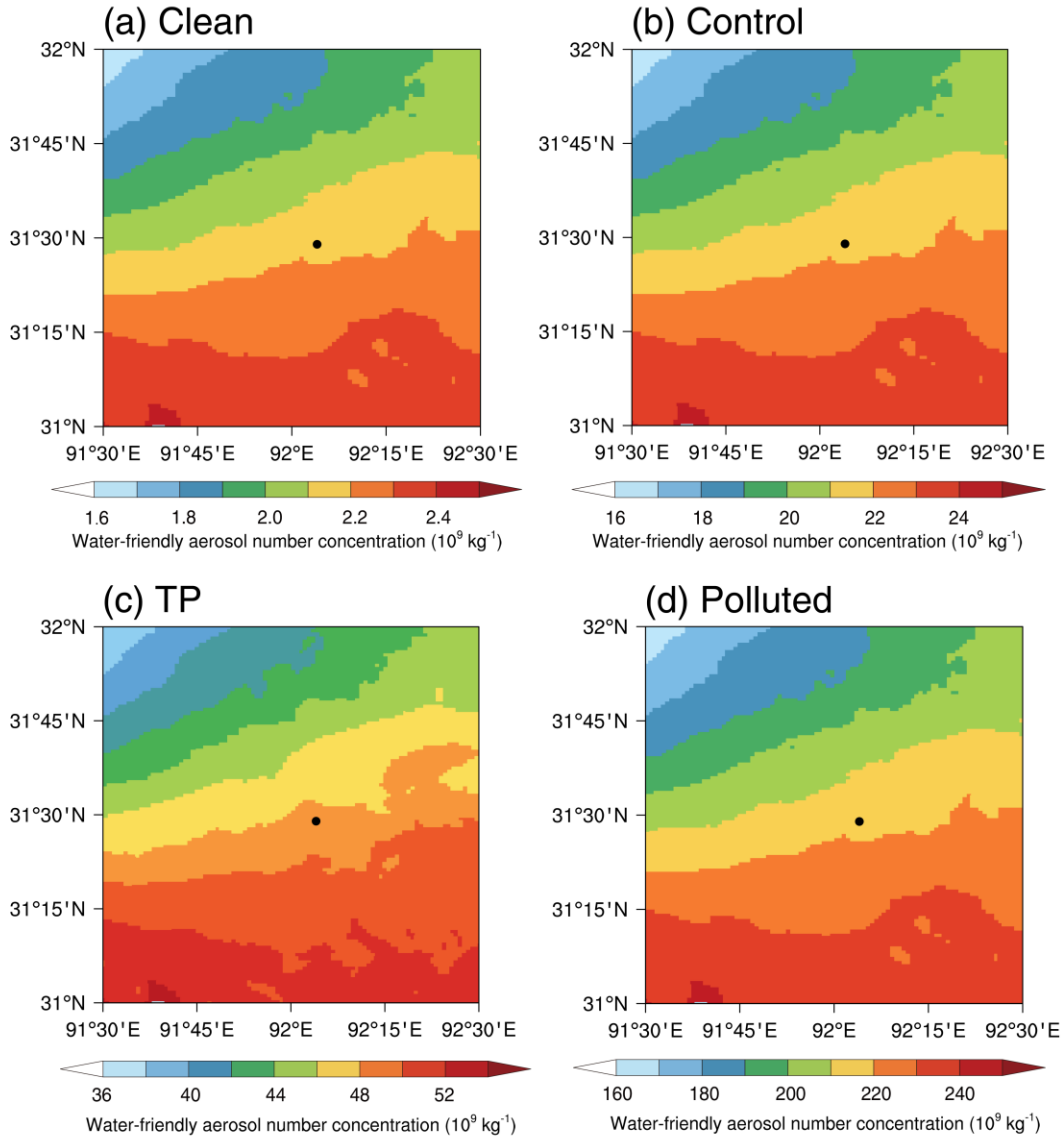 (a) Clean
(b) Control
32°N
31°45'N
31°30'N
31°15'N
31°N
91°30'E 91°45'E 92°E 92°15'E 92°30'E
1.6 1.8 2.0 2.2 2.4
Water-friendly aerosol number concentration (10⁹ kg⁻¹)
32°N
31°45'N
31°30'N
31°15'N
31°N
91°30'E 91°45'E 92°E 92°15'E 92°30'E
16 18 20 22 24
Water-friendly aerosol number concentration (10⁹ kg⁻¹)
(c) TP
(d) Polluted
32°N
31°45'N
31°30'N
31°15'N
31°N
91°30'E 91°45'E 92°E 92°15'E 92°30'E
36 40 44 48 52
Water-friendly aerosol number concentration (10⁹ kg⁻¹)
32°N
31°45'N
31°30'N
31°15'N
31°N
91°30'E 91°45'E 92°E 92°15'E 92°30'E
160 180 200 220 240
Water-friendly aerosol number concentration (10⁹ kg⁻¹)